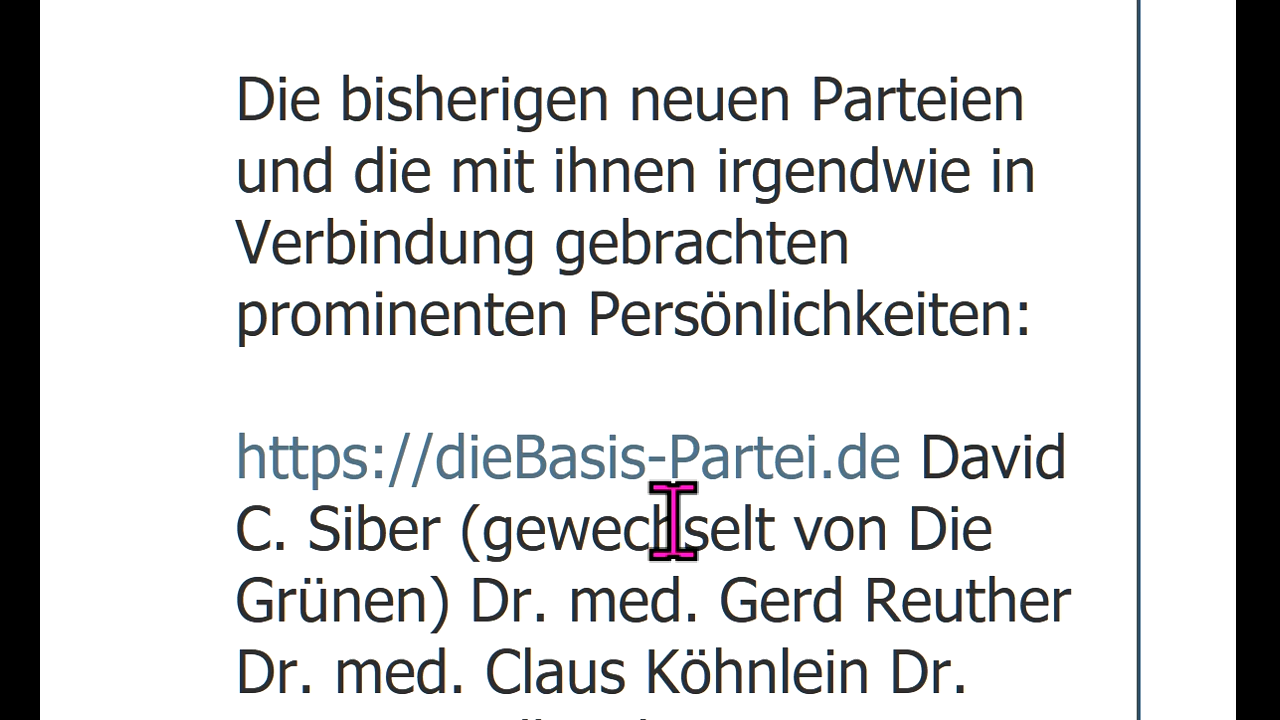 Die bisherigen neuen Parteien
und die mit ihnen irgendwie in
Verbindung gebrachten
prominenten Persönlichkeiten:
https://dieBasis-Partei.de David
C. Siber (gewechselt von Die
Grünen) Dr. med. Gerd Reuther
Dr. med. Claus Köhnlein Dr.